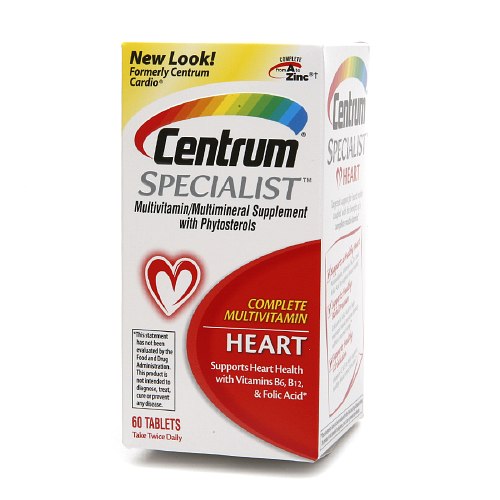 New Look!
Formerly Centrum
Cardio®
COMPLETE
from A to
Zinc®†
Centrum®
SPECIALIST™
Multivitamin/Multimineral Supplement
with Phytosterols
COMPLETE
MULTIVITAMIN
HEART
Supports Heart Health
with Vitamins B6, B12,
& Folic Acid*
*This statement
has not been
evaluated by the
Food and Drug
Administration.
This product is
not intended to
diagnose, treat,
cure or prevent
any disease.
60 TABLETS
Take Twice Daily
Centrum
SPECIALIST™
HEART